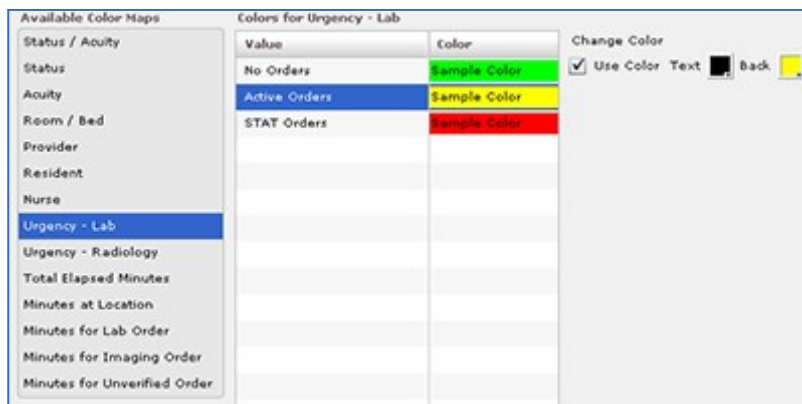 Available Color Maps
Status / Acuity
Status
Acuity
Room / Bed
Provider
Resident
Nurse
Urgency - Lab
Urgency - Radiology
Total Elapsed Minutes
Minutes at Location
Minutes for Lab Order
Minutes for Imaging Order
Minutes for Unverified Order
Colors for Urgency - Lab
Value Color
No Orders Sample Color
Active Orders Sample Color
STAT Orders Sample Color
Change Color
Use Color Text Back